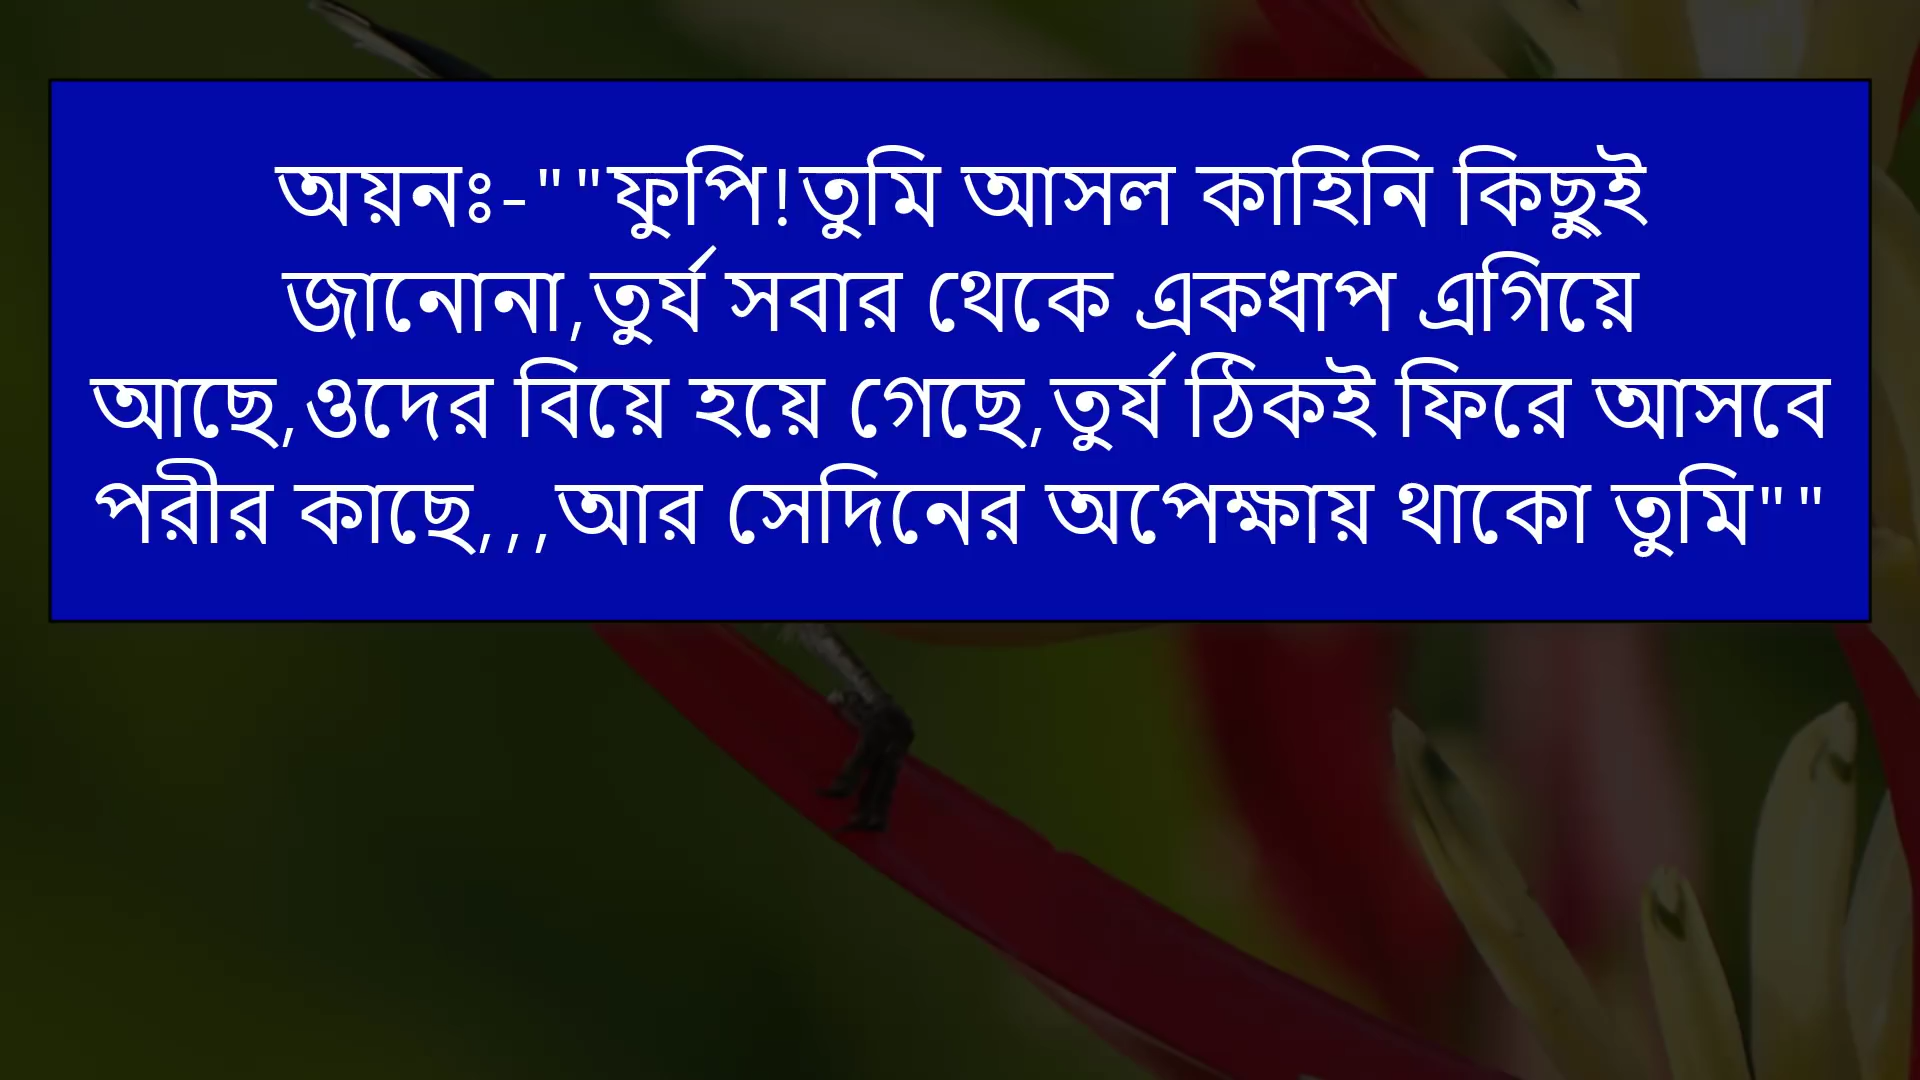 অয়নঃ-""ফুপি!তুমি আসল কাহিনি কিছুই
জানোনা,তুর্য সবার থেকে একধাপ এগিয়ে
আছে,ওদের বিয়ে হয়ে গেছে,তুর্য ঠিকই ফিরে আসবে
পরীর কাছে,,,আর সেদিনের অপেক্ষায় থাকো তুমি""